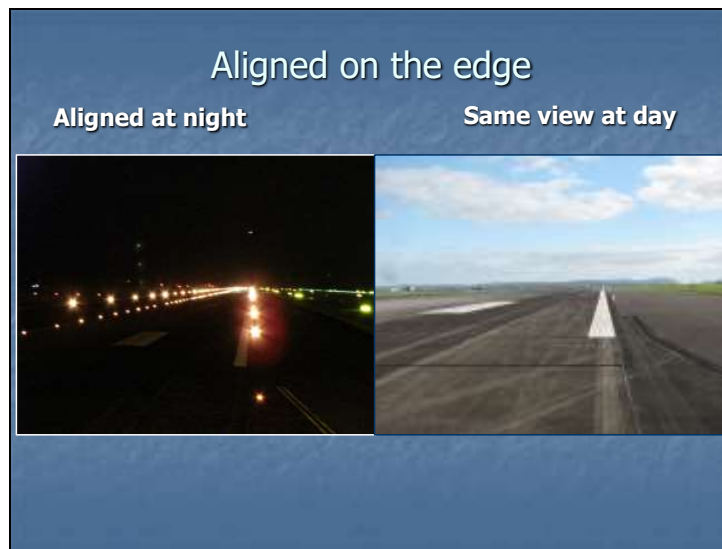 Aligned on the edge
Aligned at night
Same view at day